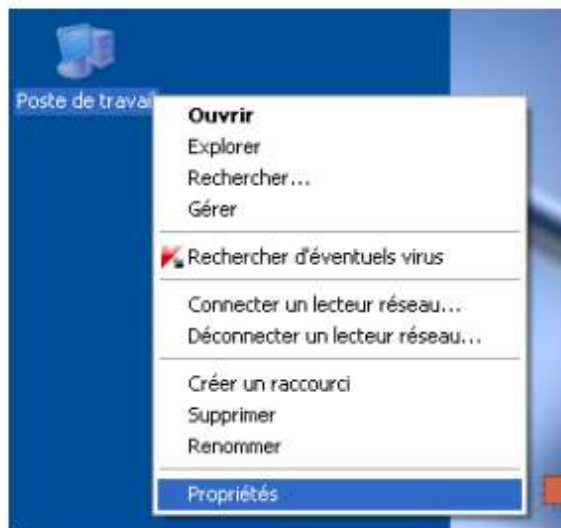 Poste de travail
Ouvrir
Explorer
Rechercher...
Gérer
Rechercher d'éventuels virus
Connecter un lecteur réseau...
Déconnecter un lecteur réseau...
Créer un raccourci
Supprimer
Renommer
Propriétés